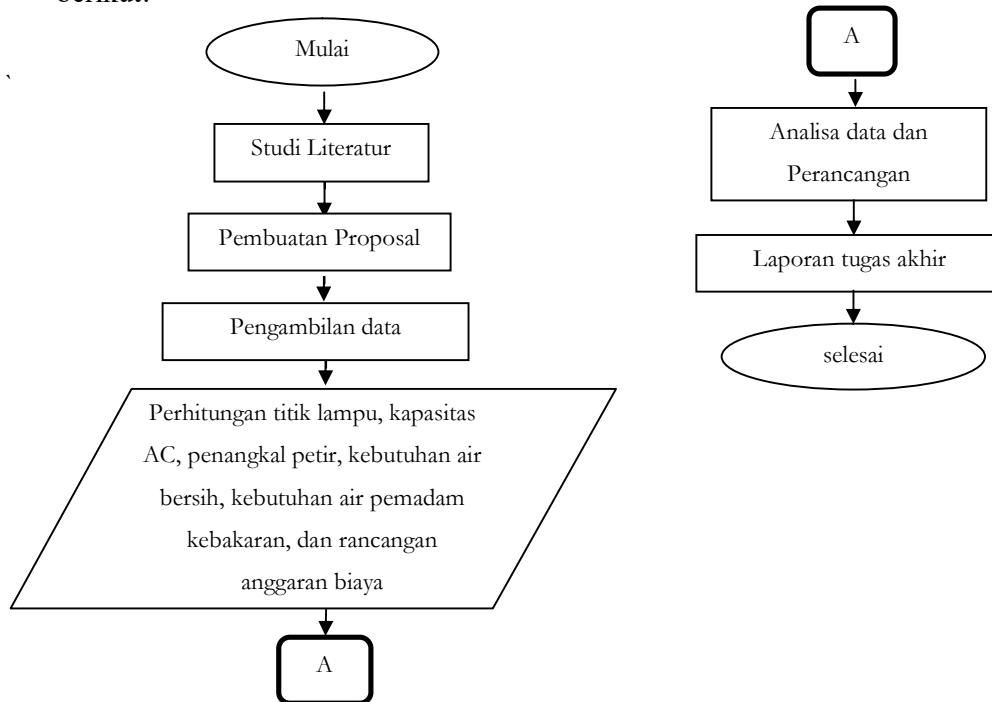 berikut:
Mulai
Studi Literatur
Pembuatan Proposal
Pengambilan data
Perhitungan titik lampu, kapasitas
AC, penangkal petir, kebutuhan air
bersih, kebutuhan air pemadam
kebakaran, dan rancangan
anggaran biaya
A
A
Analisa data dan
Perancangan
Laporan tugas akhir
selesai